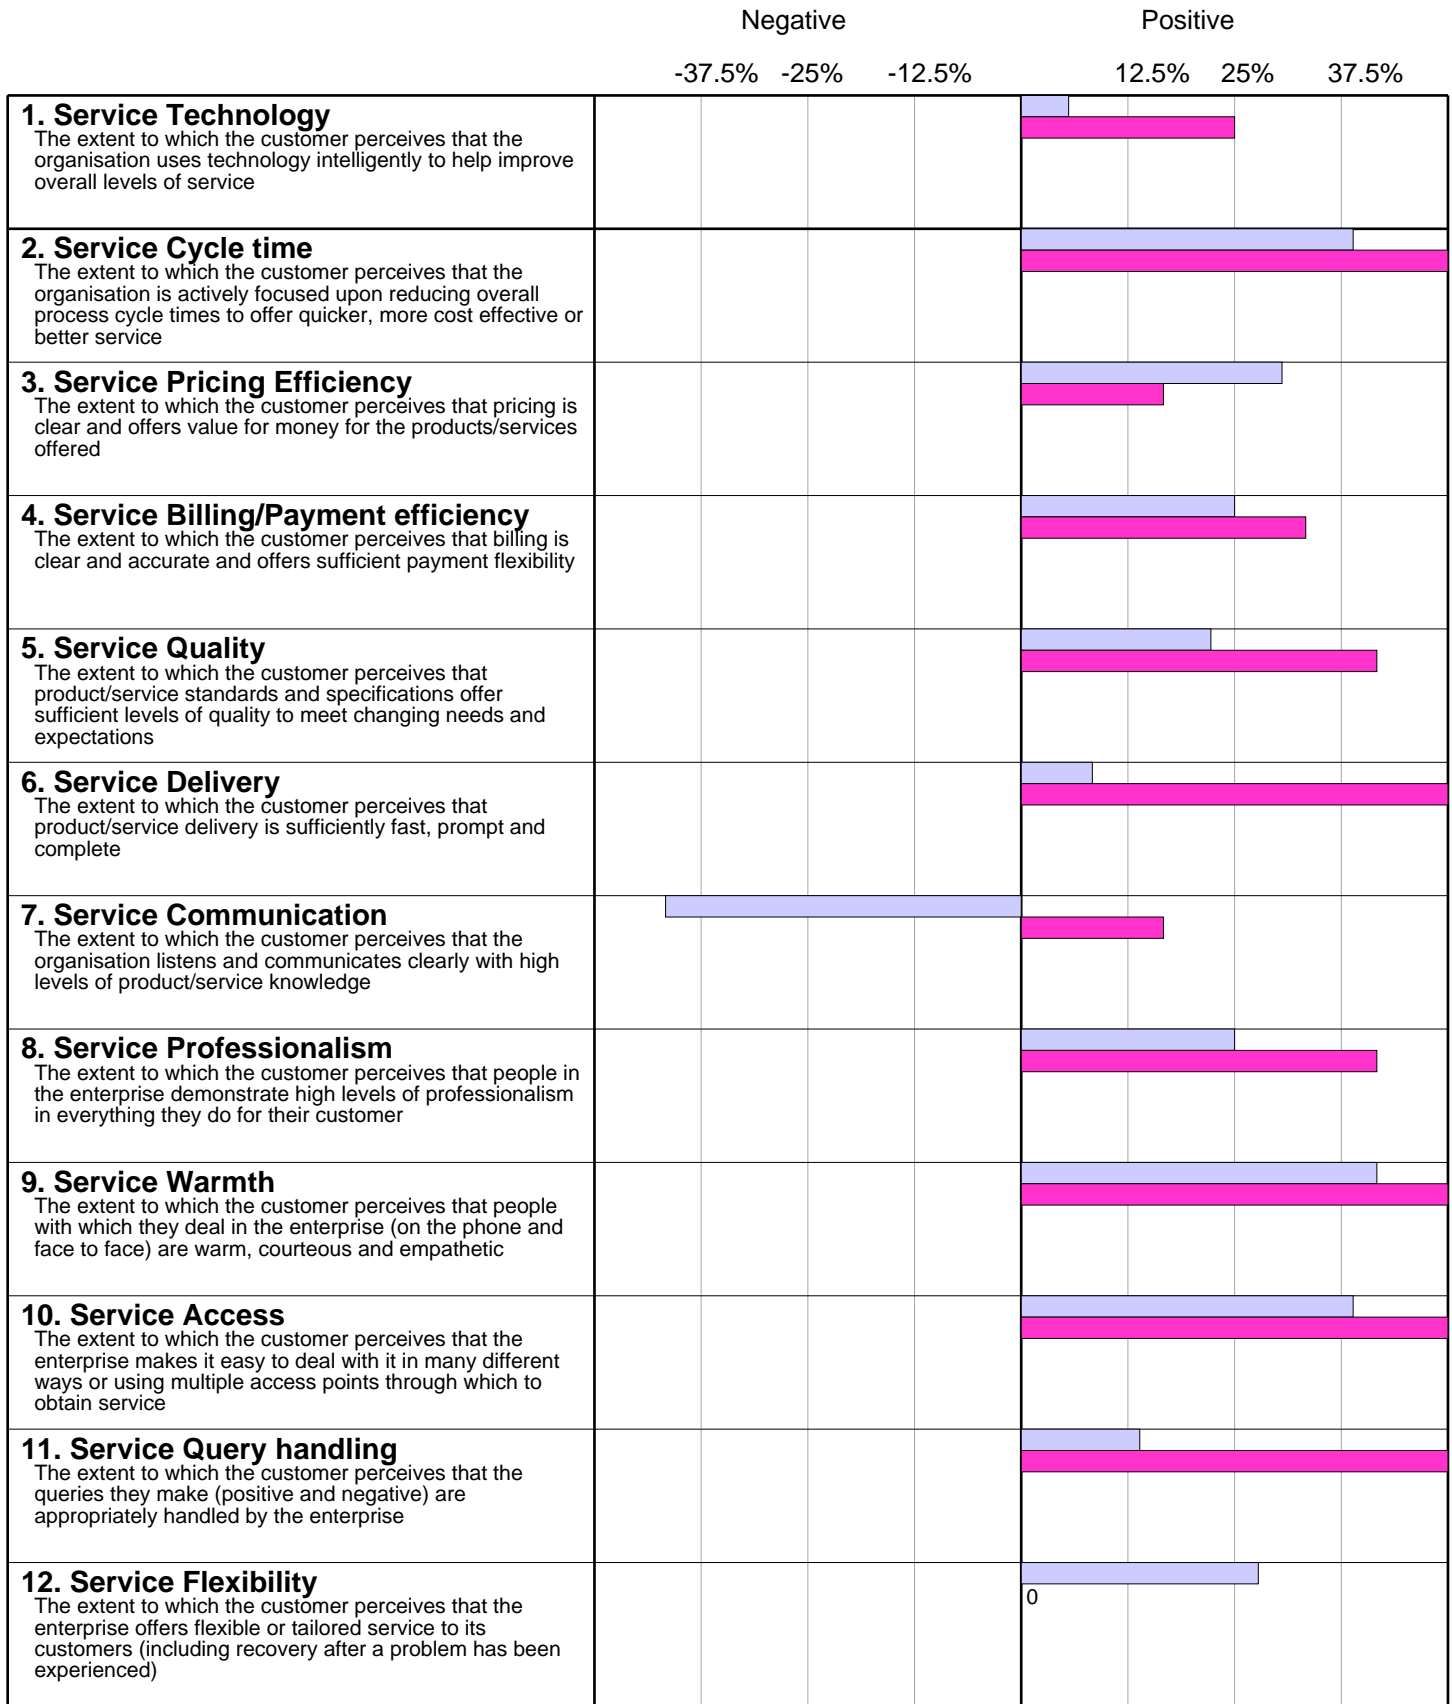 Negative Positive
-37.5% -25% -12.5% 12.5% 25% 37.5%
1. Service Technology
The extent to which the customer perceives that the
organisation uses technology intelligently to help improve
overall levels of service
2. Service Cycle time
The extent to which the customer perceives that the
organisation is actively focused upon reducing overall
process cycle times to offer quicker, more cost effective or
better service
3. Service Pricing Efficiency
The extent to which the customer perceives that pricing is
clear and offers value for money for the products/services
offered
4. Service Billing/Payment efficiency
The extent to which the customer perceives that billing is
clear and accurate and offers sufficient payment flexibility
5. Service Quality
The extent to which the customer perceives that
product/service standards and specifications offer
sufficient levels of quality to meet changing needs and
expectations
6. Service Delivery
The extent to which the customer perceives that
product/service delivery is sufficiently fast, prompt and
complete
7. Service Communication
The extent to which the customer perceives that the
organisation listens and communicates clearly with high
levels of product/service knowledge
8. Service Professionalism
The extent to which the customer perceives that people in
the enterprise demonstrate high levels of professionalism
in everything they do for their customer
9. Service Warmth
The extent to which the customer perceives that people
with which they deal in the enterprise (on the phone and
face to face) are warm, courteous and empathetic
10. Service Access
The extent to which the customer perceives that the
enterprise makes it easy to deal with it in many different
ways or using multiple access points through which to
obtain service
11. Service Query handling
The extent to which the customer perceives that the
queries they make (positive and negative) are
appropriately handled by the enterprise
12. Service Flexibility
0
The extent to which the customer perceives that the
enterprise offers flexible or tailored service to its
customers (including recovery after a problem has been
experienced)